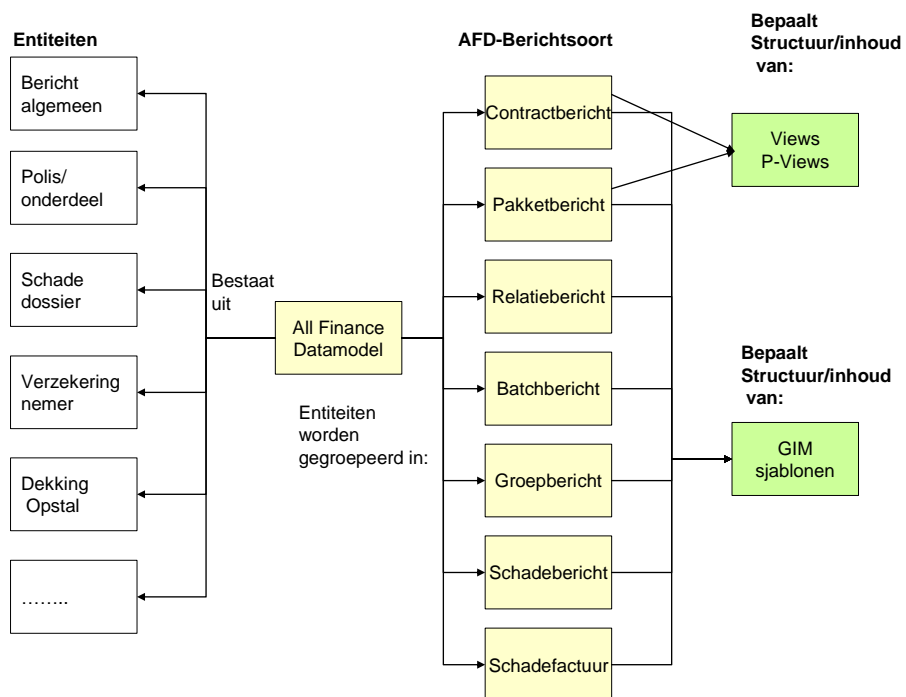 Entiteiten
Bericht
algemeen
Polis/
onderdeel
Schade
dossier
Verzekering
nemer
Dekking
Opstal
……..
Bestaat
uit
All Finance
Datamodel
Entiteiten
worden
gegroepeerd in:
AFD-Berichtsoort
Contractbericht
Pakketbericht
Relatiebericht
Batchbericht
Groepbericht
Schadebericht
Schadefactuur
Bepaalt
Structuur/inhoud
van:
Views
P-Views
Bepaalt
Structuur/inhoud
van:
GIM
sjablonen